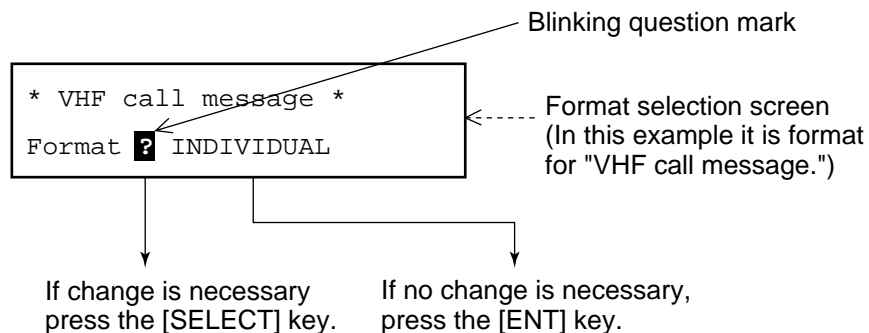 Blinking question mark
* VHF call message *
Format ? INDIVIDUAL
Format selection screen
(In this example it is format
for "VHF call message.")
If change is necessary
press the [SELECT] key.
If no change is necessary,
press the [ENT] key.